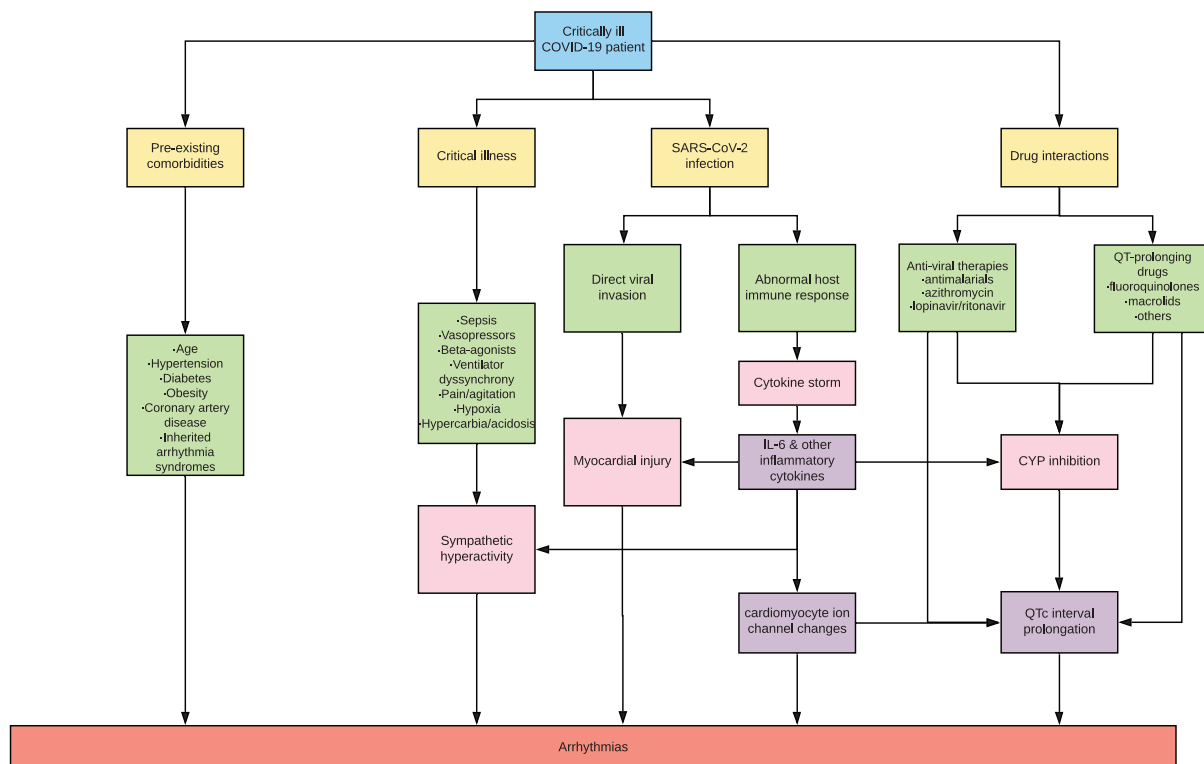 Critically ill
COVID-19 patient
Pre-existing
comorbidities
Critical illness
SARS-CoV-2
infection
Drug interactions
Direct viral
invasion
Abnormal host
immune response
Anti-viral therapies
·antimalarials
·azithromycin
·lopinavir/ritonavir
QT-prolonging
drugs
·fluoroquinolones
·macrolids
·others
·Age
·Hypertension
·Diabetes
·Obesity
·Coronary artery
disease
·Inherited
arrhythmia
syndromes
·Sepsis
·Vasopressors
·Beta-agonists
·Ventilator
dyssynchrony
·Pain/agitation
·Hypoxia
·Hypercarbia/acidosis
Cytokine storm
Myocardial injury
IL-6 & other
inflammatory
cytokines
CYP inhibition
Sympathetic
hyperactivity
cardiomyocyte ion
channel changes
QTc interval
prolongation
Arrhythmias